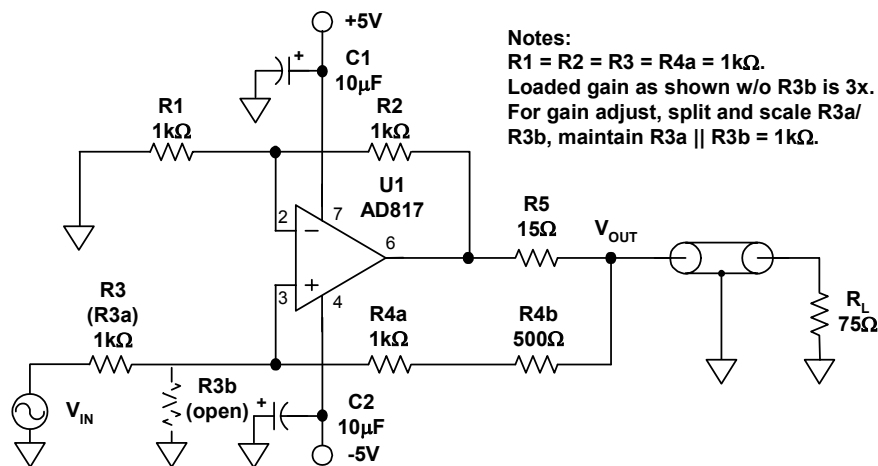 +5V
C1
10µF
Notes:
R1 = R2 = R3 = R4a = 1kΩ.
Loaded gain as shown w/o R3b is 3x.
For gain adjust, split and scale R3a/
R3b, maintain R3a || R3b = 1kΩ.
+
R1
1kΩ
R2
1kΩ
U1
AD817
2
7
−
6
R5
15Ω
VOUT
3
+
4
R3
(R3a)
1kΩ
R4a
1kΩ
R4b
500Ω
RL
75Ω
VIN
R3b
(open)
+
C2
10µF
-5V